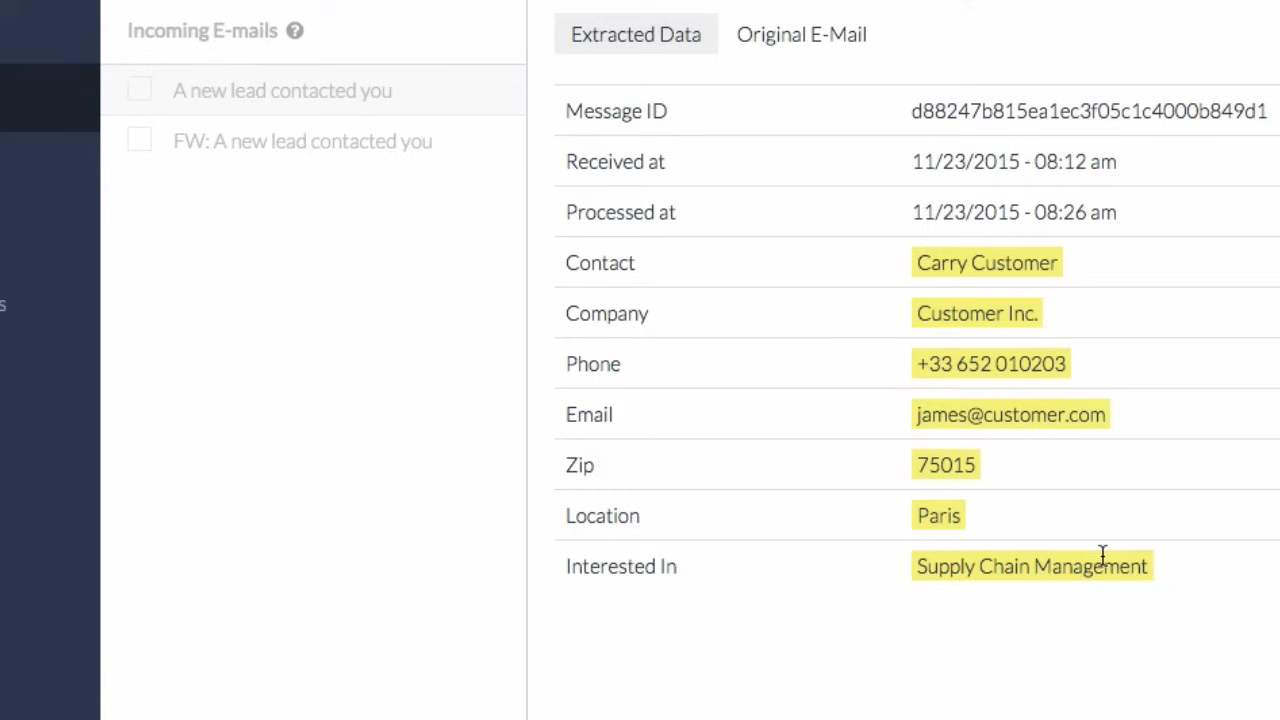 Incoming E-mails ?
A new lead contacted you
FW: A new lead contacted you
s
Extracted Data Original E-Mail
Message ID d88247b815ea1ec3f05c1c4000b849d1
Received at 11/23/2015 - 08:12 am
Processed at 11/23/2015 - 08:26 am
Contact Carry Customer
Company Customer Inc.
Phone +33 652 010203
Email james@customer.com
Zip 75015
Location Paris
Interested In Supply Chain Management